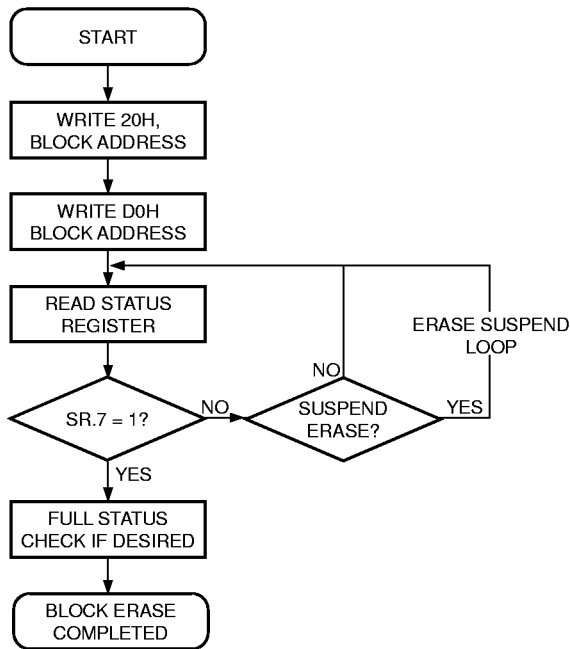 START
WRITE 20H,
BLOCK ADDRESS
WRITE D0H
BLOCK ADDRESS
READ STATUS
REGISTER
ERASE SUSPEND
LOOP
SR.7 = 1?
NO
NO
SUSPEND
ERASE?
YES
YES
FULL STATUS
CHECK IF DESIRED
BLOCK ERASE
COMPLETED